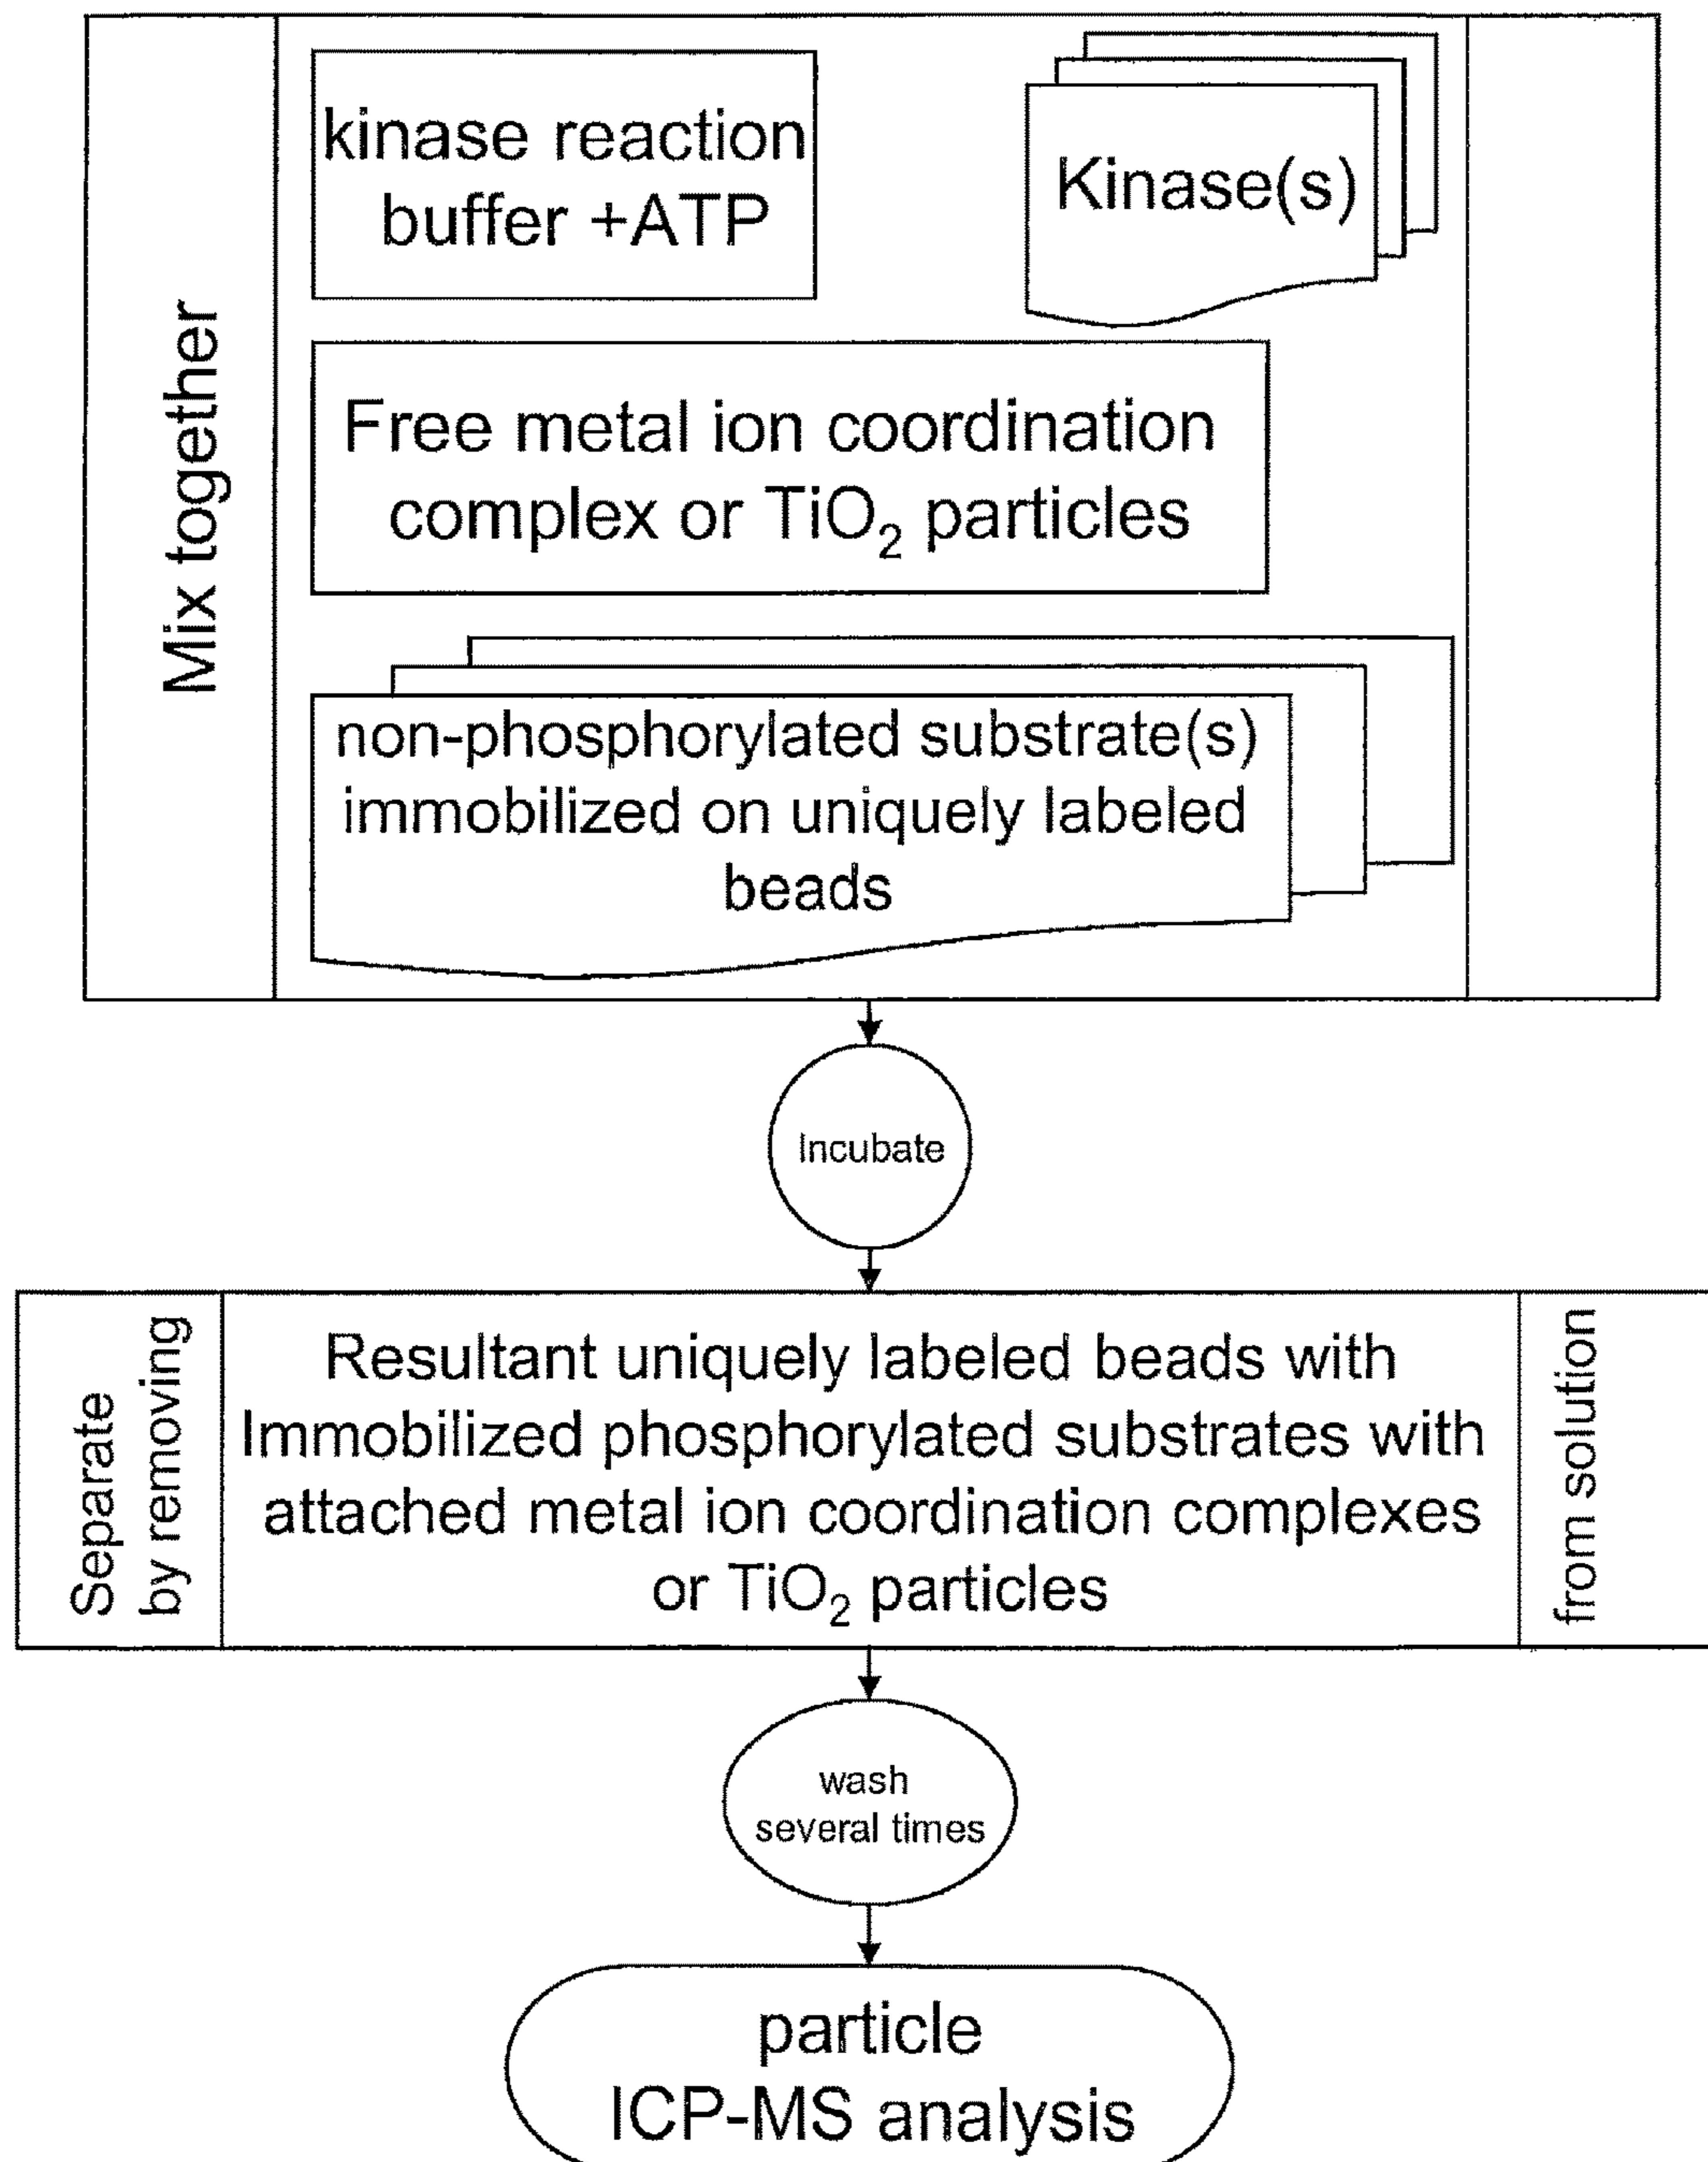 Mix together
kinase reaction
buffer +ATP
Kinase(s)
Free metal ion coordination
complex or TiO₂ particles
non-phosphorylated substrate(s)
immobilized on uniquely labeled
beads
Incubate
Separate
by removing
Resultant uniquely labeled beads with
Immobilized phosphorylated substrates with
attached metal ion coordination complexes
or TiO₂ particles
from solution
wash
several times
particle
ICP-MS analysis